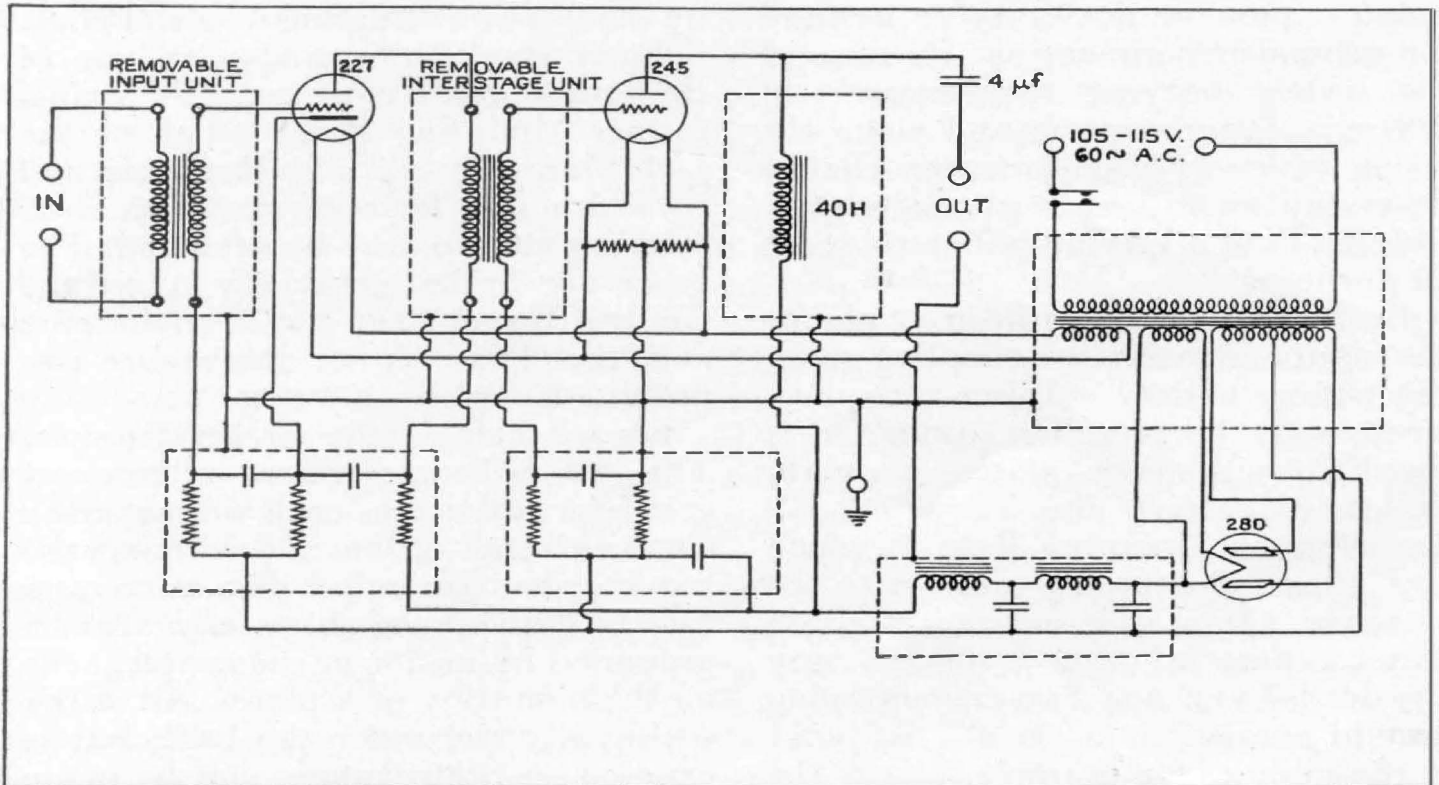 REMOVABLE
INPUT UNIT
227
REMOVABLE
INTERSTAGE UNIT
245
4 µf
105-115 V.
60~ A.C.
IN
40H
OUT
280